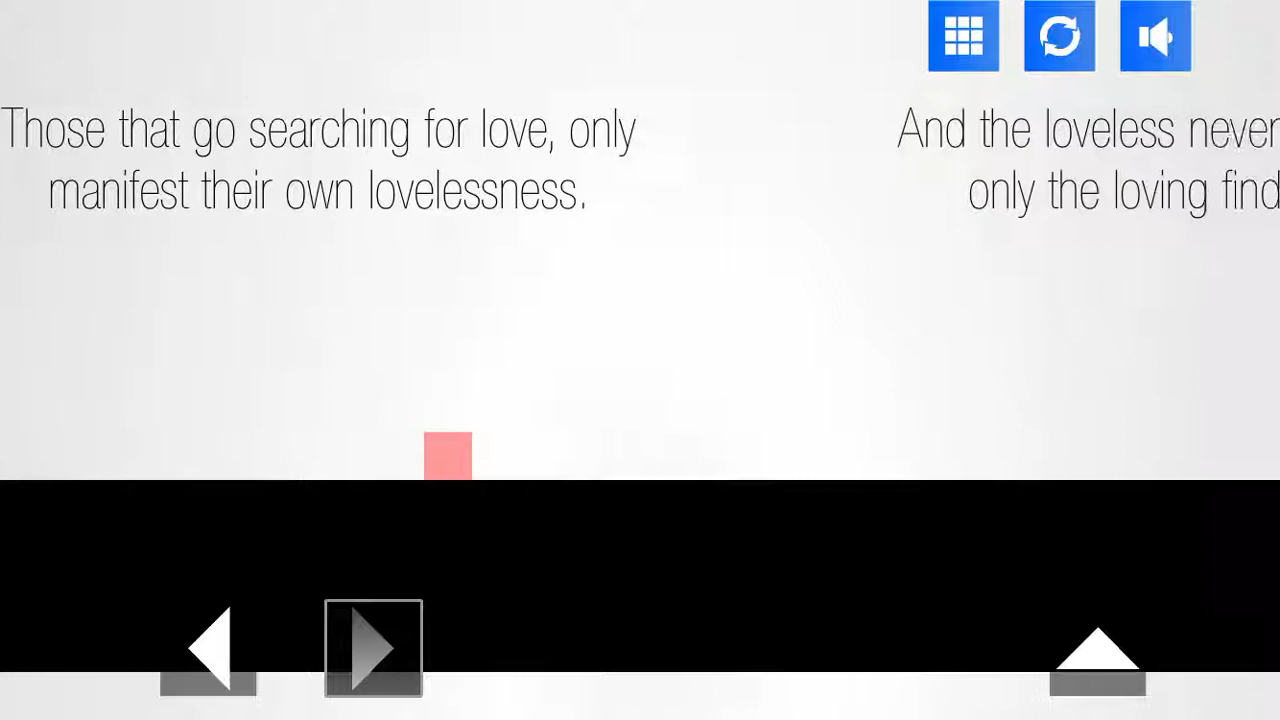 Those that go searching for love, only
manifest their own lovelessness.
And the loveless never
only the loving find